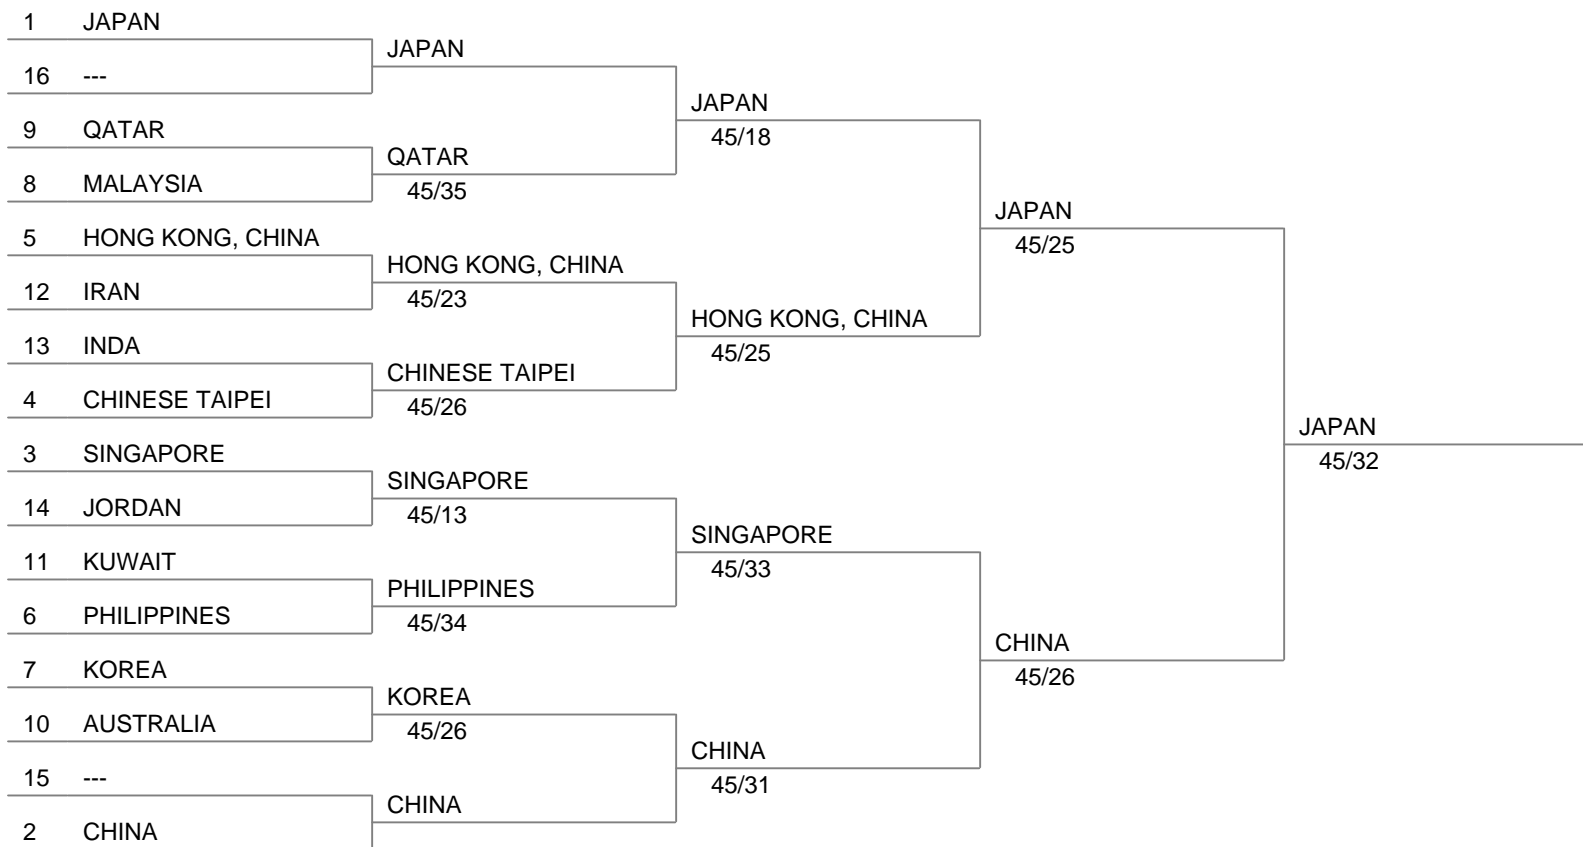 1 JAPAN
16 ---
9 QATAR
8 MALAYSIA
5 HONG KONG, CHINA
12 IRAN
13 INDA
4 CHINESE TAIPEI
3 SINGAPORE
14 JORDAN
11 KUWAIT
6 PHILIPPINES
7 KOREA
10 AUSTRALIA
15 ---
2 CHINA
JAPAN
QATAR
45/35
HONG KONG, CHINA
45/23
CHINESE TAIPEI
45/26
SINGAPORE
45/13
PHILIPPINES
45/34
KOREA
45/26
CHINA
JAPAN
45/18
HONG KONG, CHINA
45/25
SINGAPORE
45/33
CHINA
45/31
JAPAN
45/25
CHINA
45/26
JAPAN
45/32